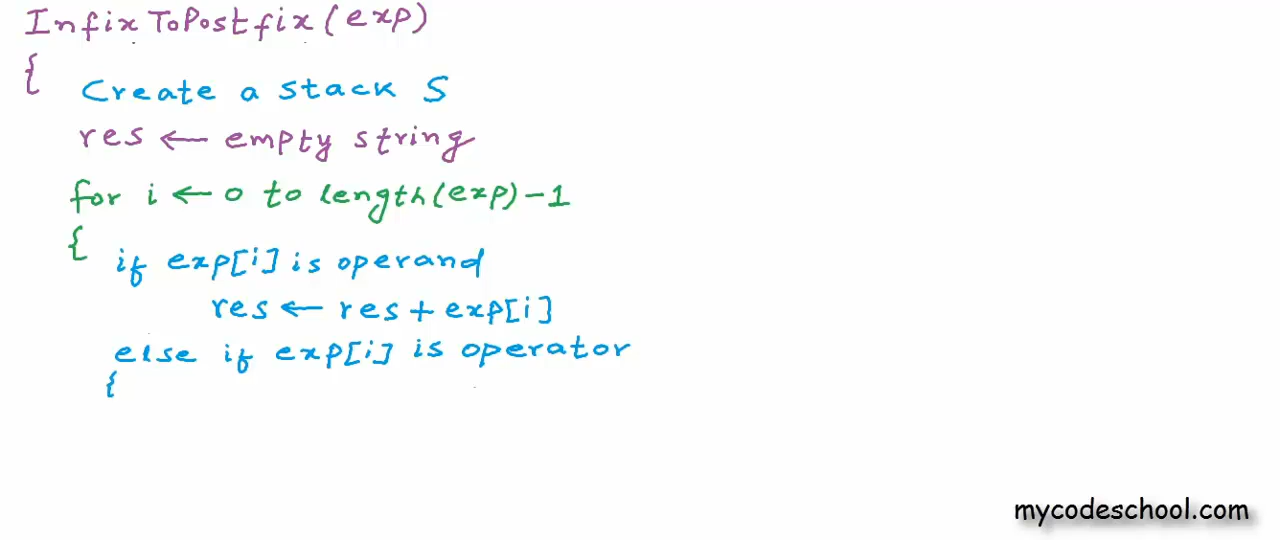 InfixToPostfix(exp)
{
Create a stack S
res ← empty string
for i ← 0 to length(exp)-1
{
if exp[i] is operand
res ← res + exp[i]
else if exp[i] is operator
{
mycodeschool.com